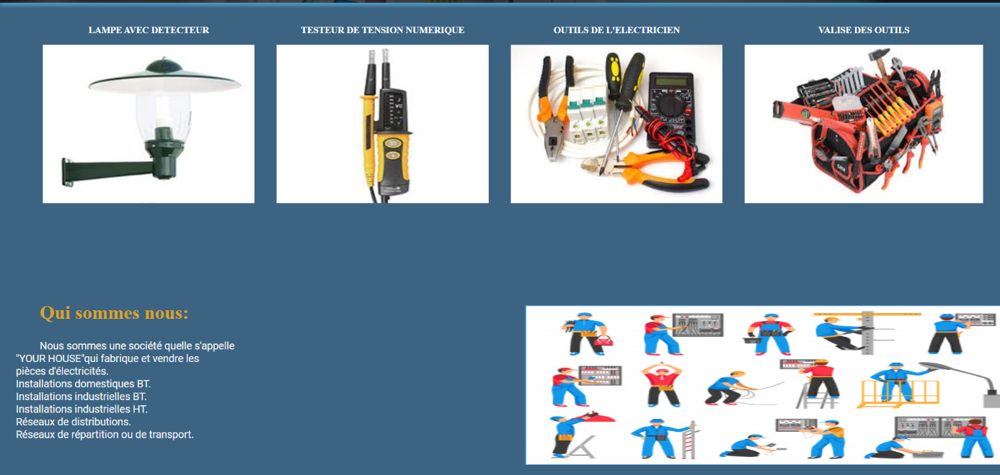 LAMPE AVEC DETECTEUR
TESTEUR DE TENSION NUMERIQUE
OUTILS DE L'ELECTRICIEN
VALISE DES OUTILS
Qui sommes nous:
Nous sommes une société quelle s'appelle
"YOUR HOUSE"qui fabrique et vendre les
pièces d'électricités.
Installations domestiques BT.
Installations industrielles BT.
Installations industrielles HT.
Réseaux de distributions.
Réseaux de répartition ou de transport.